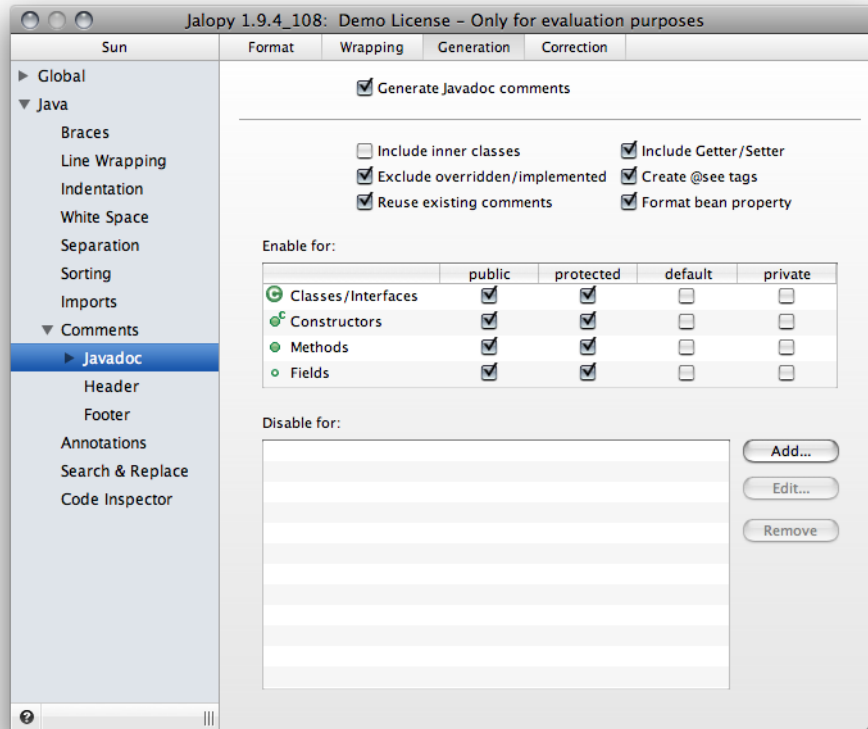 Jalopy 1.9.4_108: Demo License – Only for evaluation purposes
Sun
Format Wrapping Generation Correction
Global
Java
Braces
Line Wrapping
Indentation
White Space
Separation
Sorting
Imports
Comments
Javadoc
Header
Footer
Annotations
Search & Replace
Code Inspector
?
Generate Javadoc comments
Include inner classes Include Getter/Setter
Exclude overridden/implemented Create @see tags
Reuse existing comments Format bean property
Enable for:
public protected default private
C Classes/Interfaces
C Constructors
Methods
Fields
Disable for:
Add...
Edit...
Remove